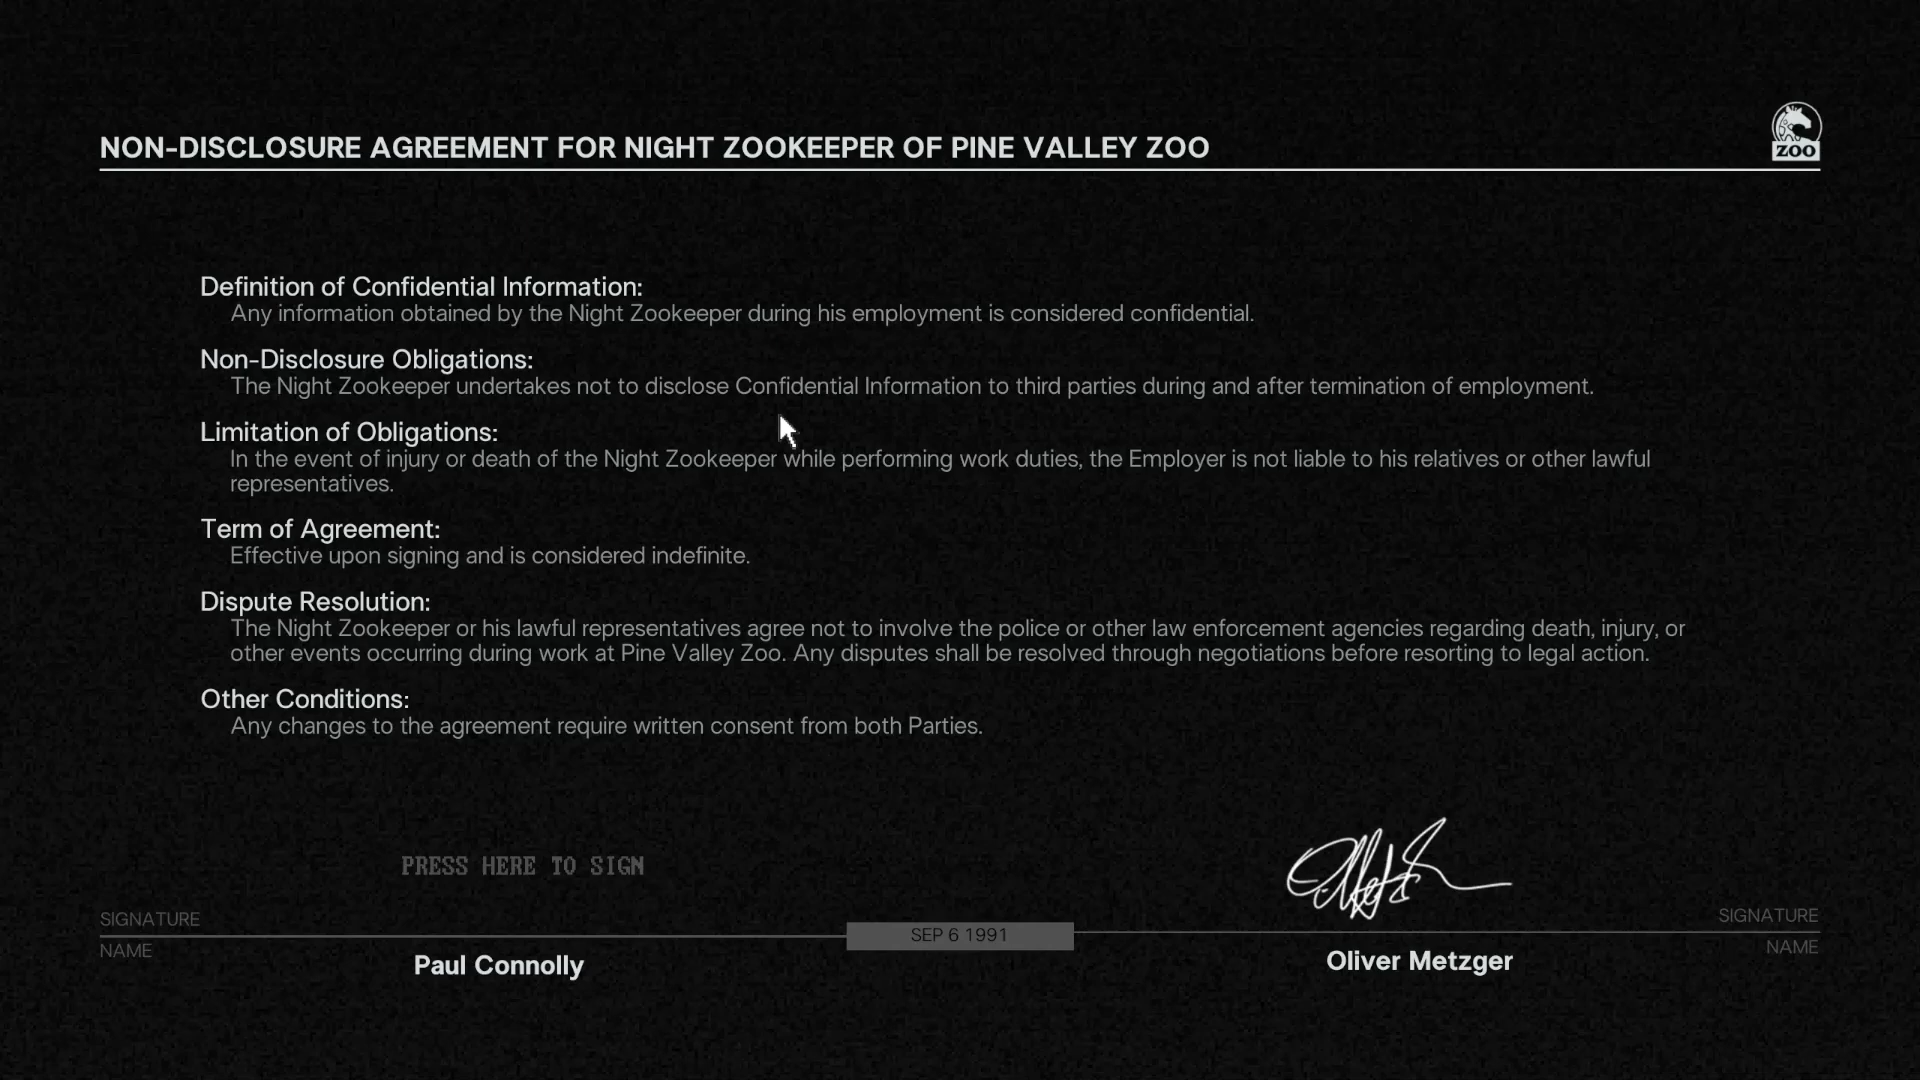 NON-DISCLOSURE AGREEMENT FOR NIGHT ZOOKEEPER OF PINE VALLEY ZOO
ZOO
Definition of Confidential Information:
Any information obtained by the Night Zookeeper during his employment is considered confidential.
Non-Disclosure Obligations:
The Night Zookeeper undertakes not to disclose Confidential Information to third parties during and after termination of employment.
Limitation of Obligations:
In the event of injury or death of the Night Zookeeper while performing work duties, the Employer is not liable to his relatives or other lawful
representatives.
Term of Agreement:
Effective upon signing and is considered indefinite.
Dispute Resolution:
The Night Zookeeper or his lawful representatives agree not to involve the police or other law enforcement agencies regarding death, injury, or
other events occurring during work at Pine Valley Zoo. Any disputes shall be resolved through negotiations before resorting to legal action.
Other Conditions:
Any changes to the agreement require written consent from both Parties.
PRESS HERE TO SIGN
SIGNATURE
NAME
Paul Connolly
SEP 6 1991
SIGNATURE
NAME
Oliver Metzger